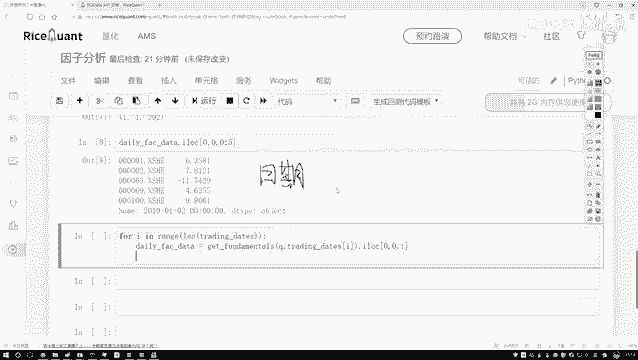 www.ricequant.com
RiceQuant 量化 AMS 预约路演 帮助文档 社区
因子分析 最后检查: 21 分钟前 (未保存改变)
文件 编辑 查看 插入 单元格 服务 Widgets 帮助 可信的
运行 代码 生成回测代码模板
In [8]: daily_fac_data.iloc[0,0,0:5]
Out[8]: 000001.XSHE 6.3581
000002.XSHE 7.8121
000063.XSHE -11.7429
000069.XSHE 4.6255
000100.XSHE 9.8061
Name: 2019-01-02 00:00:00, dtype: object
日期
In [ ]: for i in range(len(trading_dates)):
daily_fac_data = get_fundamentals(q,trading_dates[i]).iloc[0,0,:]
In [ ]:
In [ ]:
In [ ]: